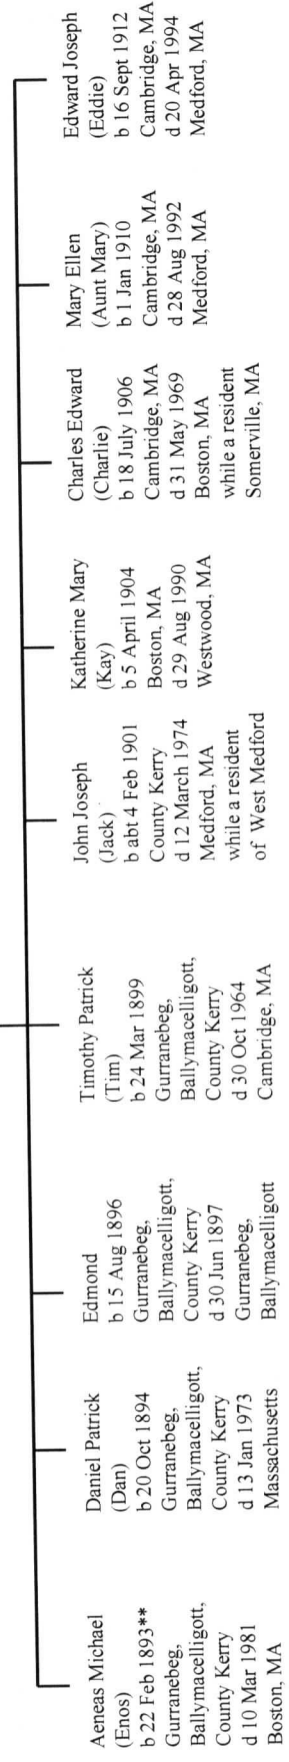 Aeneas Michael
(Enos)
b 22 Feb 1893**
Gurranebeg,
Ballymacelligott,
County Kerry
d 10 Mar 1981
Boston, MA
Daniel Patrick
(Dan)
b 20 Oct 1894
Gurranebeg,
Ballymacelligott,
County Kerry
d 13 Jan 1973
Massachusetts
Edmond
b 15 Aug 1896
Gurranebeg,
Ballymacelligott,
County Kerry
d 30 Jun 1897
Gurranebeg,
Ballymacelligott
Timothy Patrick
(Tim)
b 24 Mar 1899
Gurranebeg,
Ballymacelligott,
County Kerry
d 30 Oct 1964
Cambridge, MA
John Joseph
(Jack)
b abt 4 Feb 1901
County Kerry
d 12 March 1974
Medford, MA
while a resident
of West Medford
Katherine Mary
(Kay)
b 5 April 1904
Boston, MA
d 29 Aug 1990
Westwood, MA
Charles Edward
(Charlie)
b 18 July 1906
Cambridge, MA
d 31 May 1969
Boston, MA
while a resident
Somerville, MA
Mary Ellen
(Aunt Mary)
b 1 Jan 1910
Cambridge, MA
d 28 Aug 1992
Medford, MA
Edward Joseph
(Eddie)
b 16 Sept 1912
Cambridge, MA
d 20 Apr 1994
Medford, MA